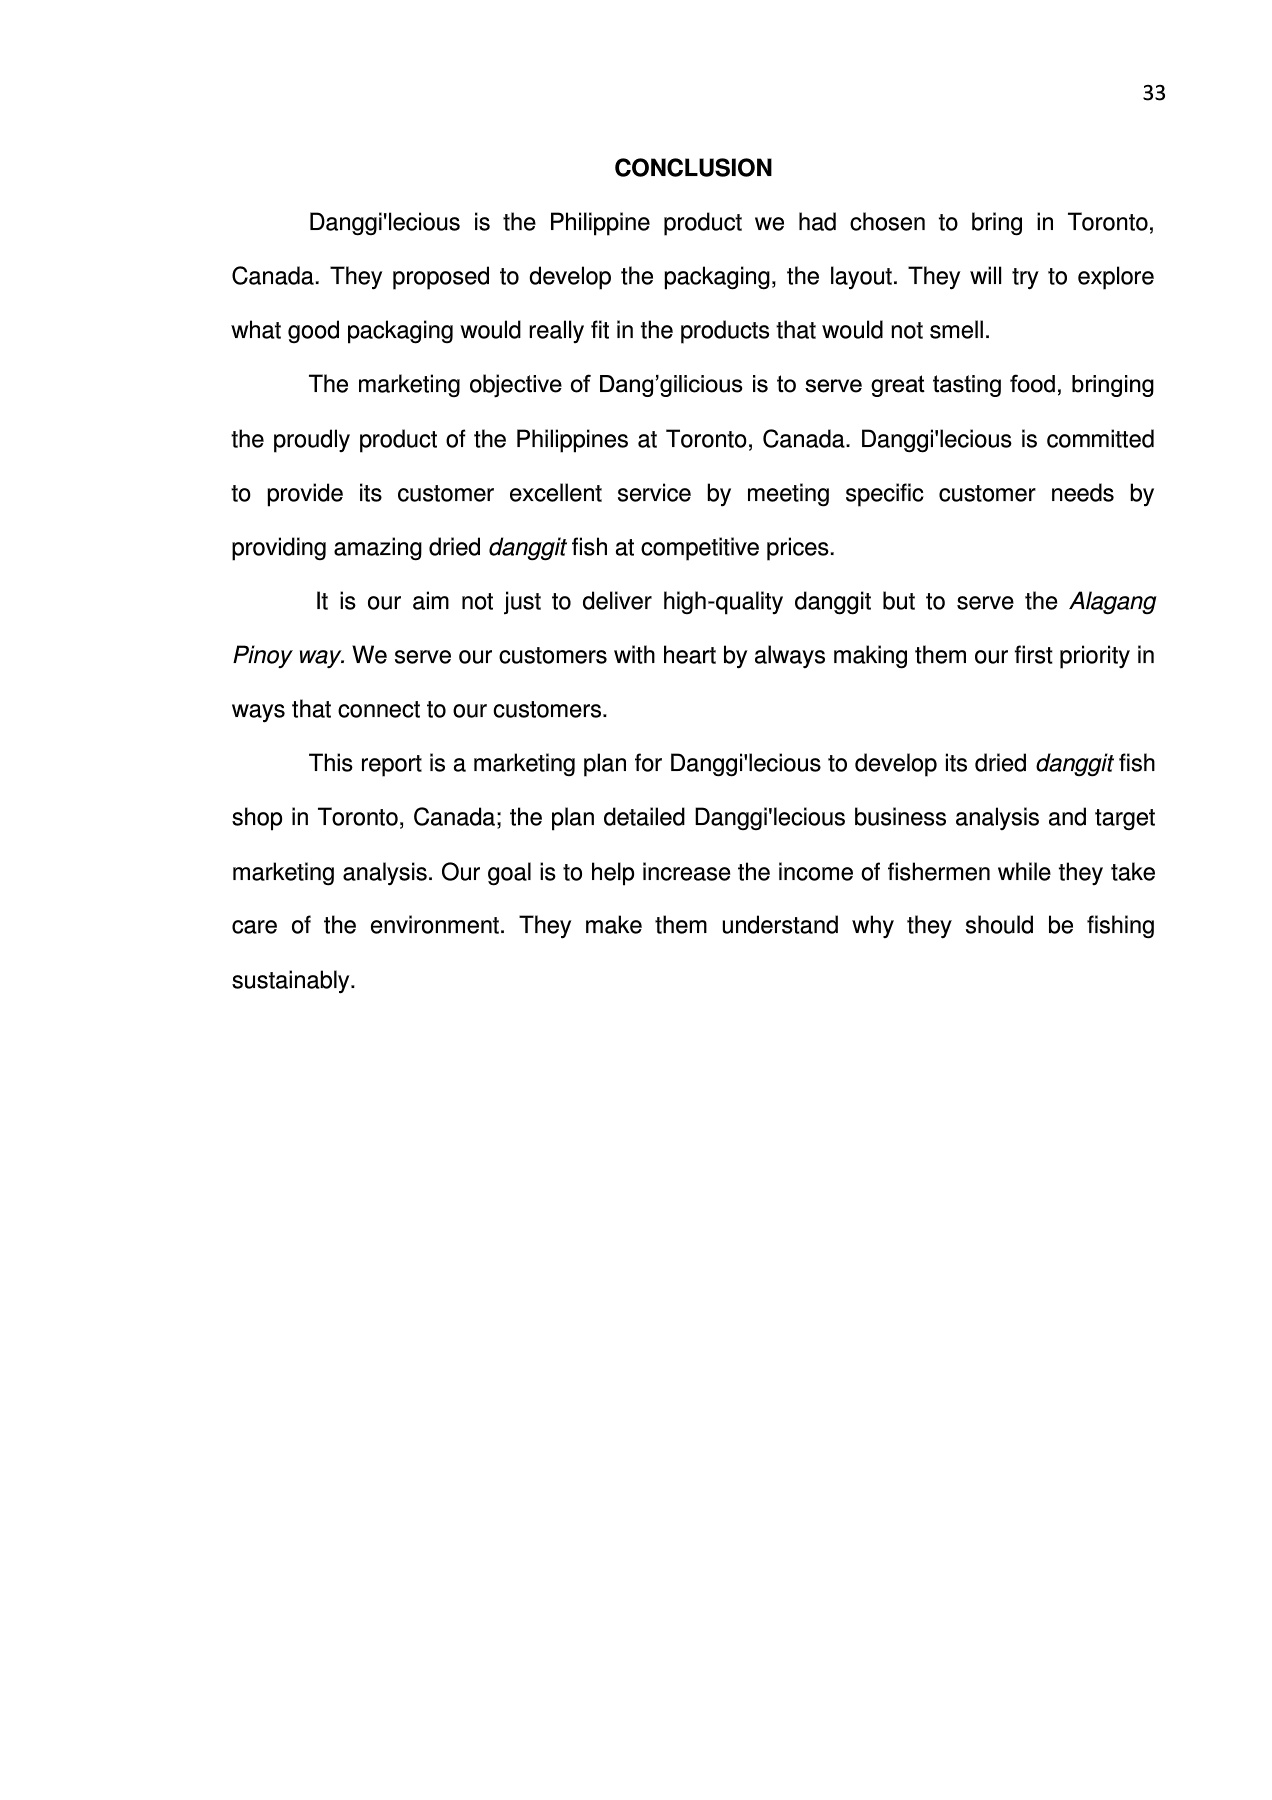 33
CONCLUSION
Danggi'lecious is the Philippine product we had chosen to bring in Toronto,
Canada. They proposed to develop the packaging, the layout. They will try to explore
what good packaging would really fit in the products that would not smell.
The marketing objective of Dang’gilicious is to serve great tasting food, bringing
the proudly product of the Philippines at Toronto, Canada. Danggi'lecious is committed
to provide its customer excellent service by meeting specific customer needs by
providing amazing dried danggit fish at competitive prices.
It is our aim not just to deliver high-quality danggit but to serve the Alagang
Pinoy way. We serve our customers with heart by always making them our first priority in
ways that connect to our customers.
This report is a marketing plan for Danggi'lecious to develop its dried danggit fish
shop in Toronto, Canada; the plan detailed Danggi'lecious business analysis and target
marketing analysis. Our goal is to help increase the income of fishermen while they take
care of the environment. They make them understand why they should be fishing
sustainably.